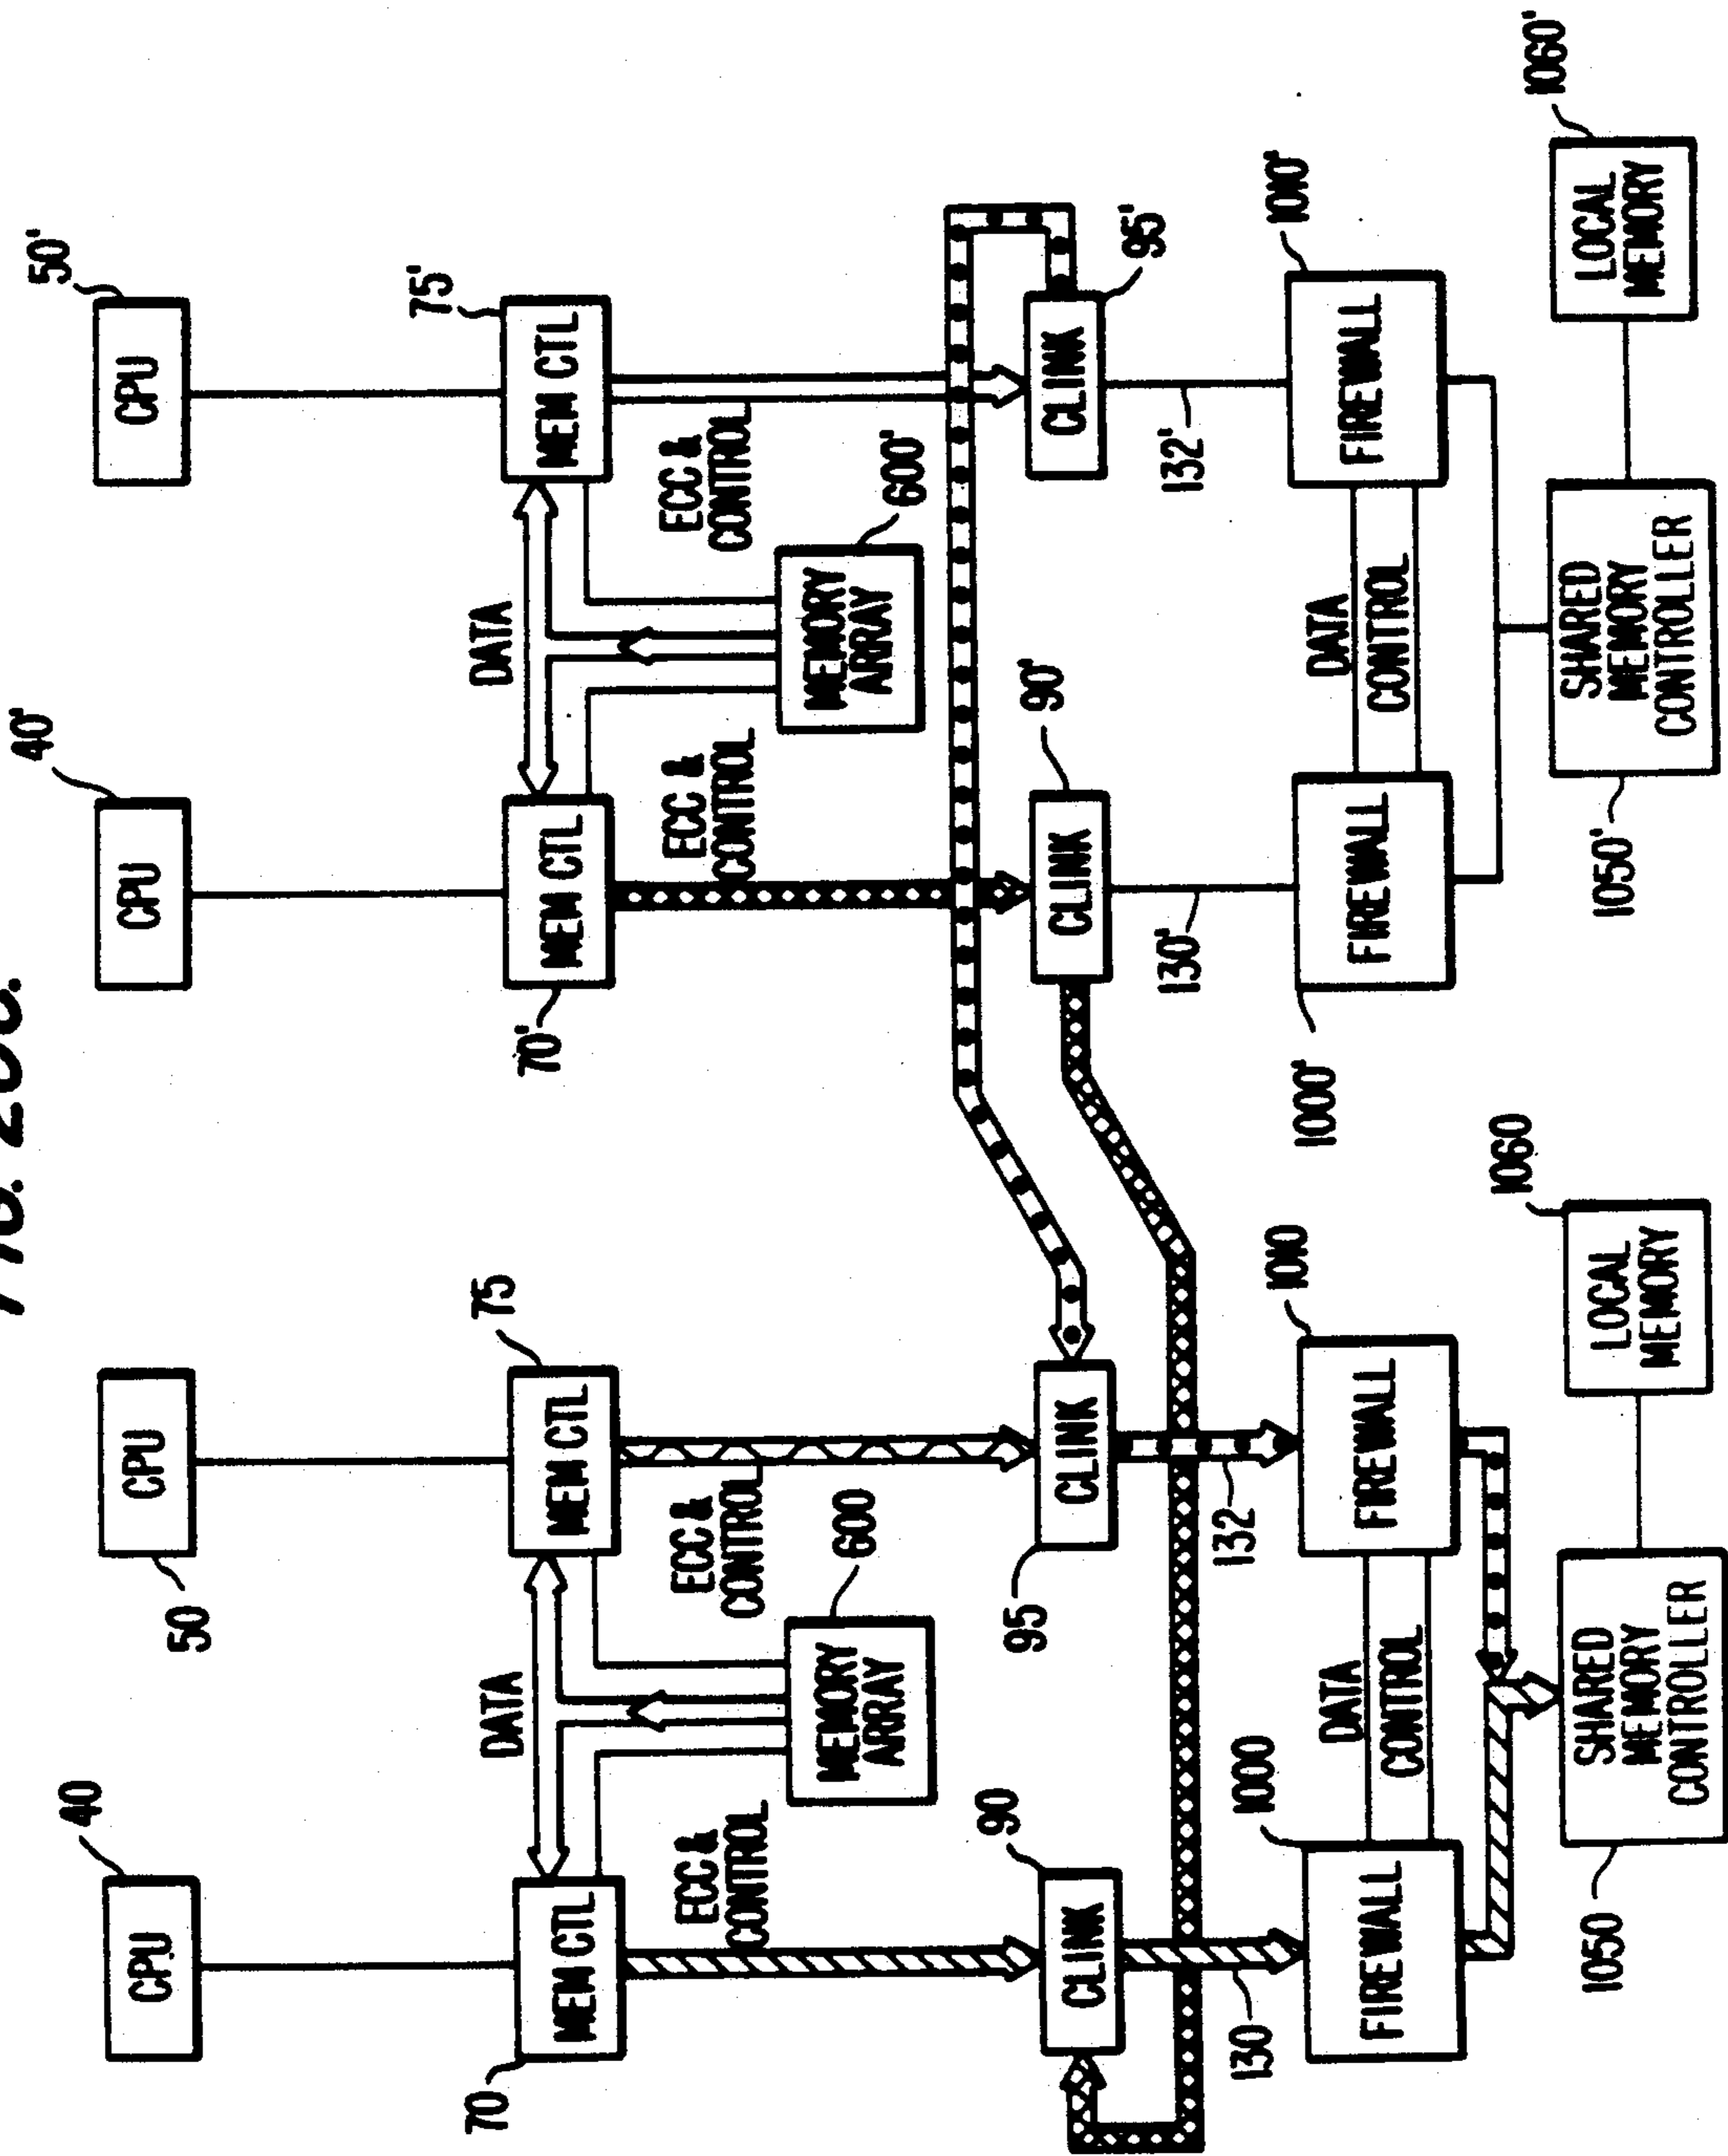 FIG.
40
50
40'
50'
CPU
CPU
CPU
CPU
70
75
70'
75'
MEM CTL
MEM CTL
MEM CTL
MEM CTL
DATA
DATA
ECC &
CONTROL
ECC &
CONTROL
ECC &
CONTROL
ECC &
CONTROL
600
600'
MEMORY
ARRAY
MEMORY
ARRAY
90
95
90'
95'
CLINK
CLINK
CLINK
CLINK
130
132
130'
132'
1000
1010
1000'
1010'
FIREWALL
FIREWALL
FIREWALL
FIREWALL
DATA
CONTROL
DATA
CONTROL
1050
1060
1050'
1060'
SHARED
MEMORY
CONTROLLER
LOCAL
MEMORY
SHARED
MEMORY
CONTROLLER
LOCAL
MEMORY